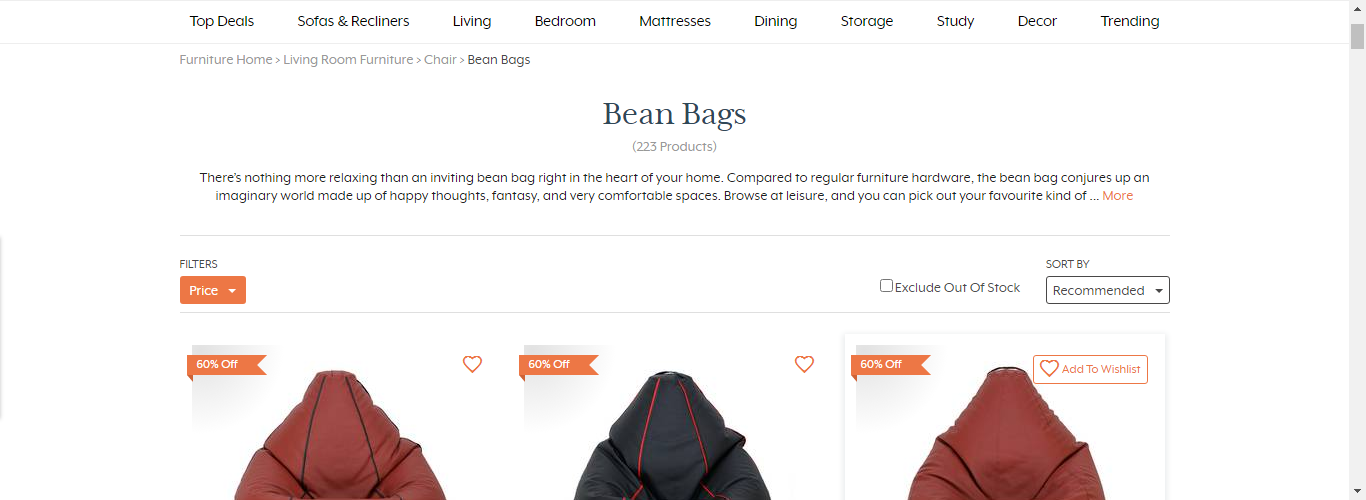 Top Deals Sofas & Recliners Living Bedroom Mattresses Dining Storage Study Decor Trending
Furniture Home > Living Room Furniture > Chair > Bean Bags
Bean Bags
(223 Products)
There's nothing more relaxing than an inviting bean bag right in the heart of your home. Compared to regular furniture hardware, the bean bag conjures up an
imaginary world made up of happy thoughts, fantasy, and very comfortable spaces. Browse at leisure, and you can pick out your favourite kind of ... More
FILTERS
Price
Exclude Out Of Stock
SORT BY
Recommended
60% Off
60% Off
60% Off
Add To Wishlist